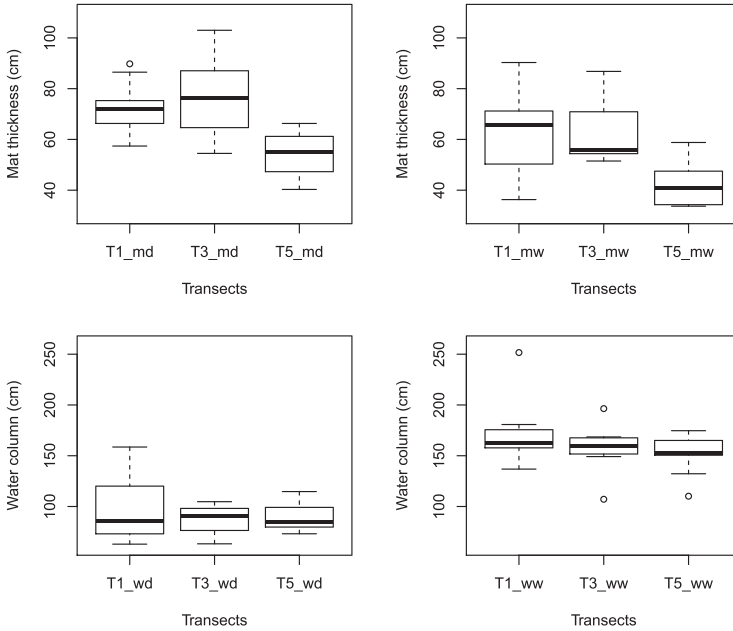 Mat thickness (cm)
100
80
60
40
T1_md T3_md T5_md
Transects
Mat thickness (cm)
100
80
60
40
T1_mw T3_mw T5_mw
Transects
Water column (cm)
250
200
150
100
T1_wd T3_wd T5_wd
Transects
Water column (cm)
250
200
150
100
T1_ww T3_ww T5_ww
Transects